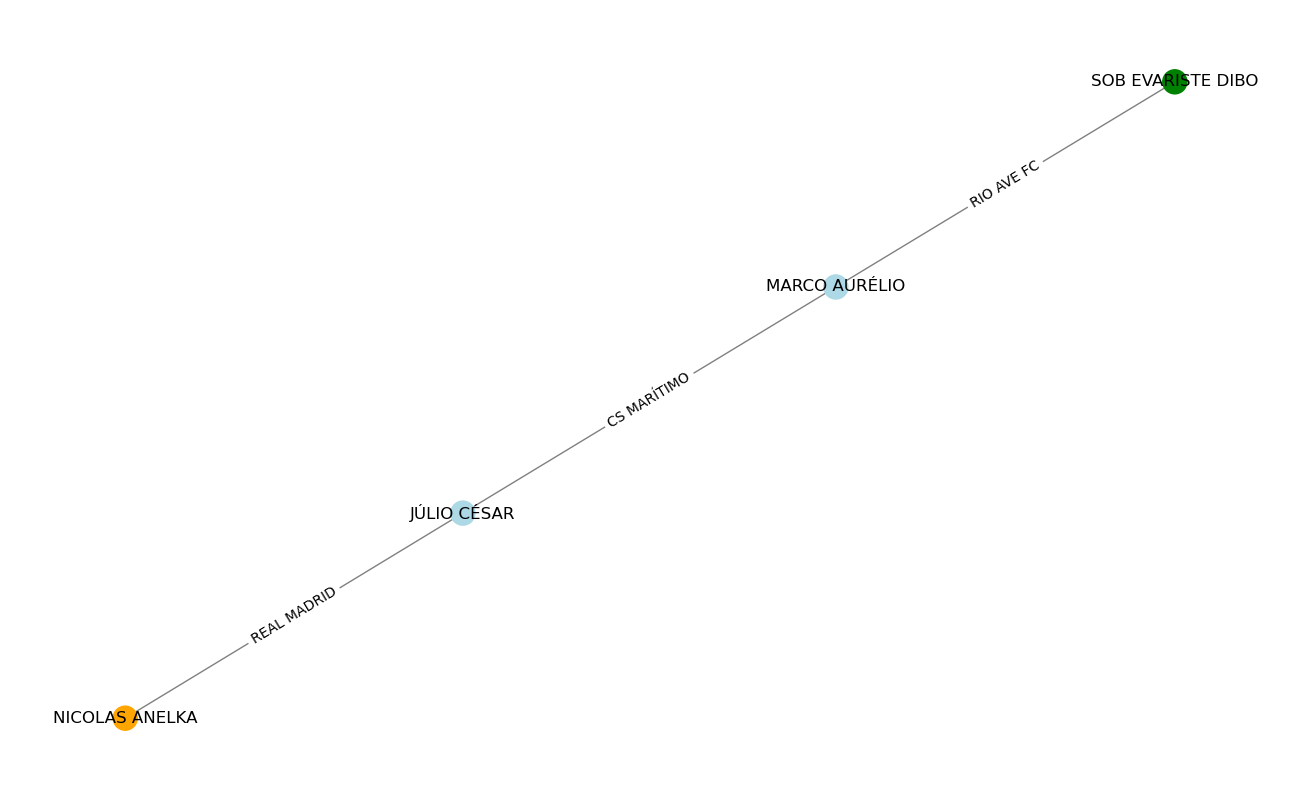 SOB EVARISTE DIBO
RIO AVE FC
MARCO AURÉLIO
CS MARÍTIMO
JÚLIO CÉSAR
REAL MADRID
NICOLAS ANELKA